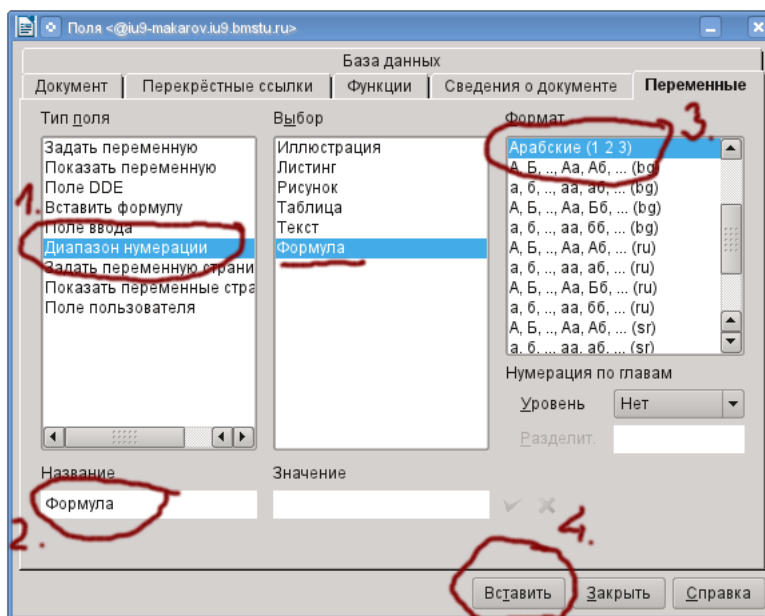 Поля <@iu9-makarov.iu9.bmstu.ru>
База данных
Документ Перекрёстные ссылки Функции Сведения о документе Переменные
Тип поля
Задать переменную
Показать переменную
Поле DDE
Вставить формулу
Поле ввода
Диапазон нумерации
Задать переменную страни
Показать переменные стра
Поле пользователя
Выбор
Иллюстрация
Листинг
Рисунок
Таблица
Текст
Формула
Формат
Арабские (1 2 3)
А, Б, .., Аа, Аб, ... (bg)
а, б, .., аа, аб, ... (bg)
А, Б, .., Аа, Бб, ... (bg)
а, б, .., аа, бб, ... (bg)
А, Б, .., Аа, Аб, ... (ru)
а, б, .., аа, аб, ... (ru)
А, Б, .., Аа, Бб, ... (ru)
а, б, .., аа, бб, ... (ru)
А, Б, .., Аа, Аб, ... (sr)
а, б, .., аа, аб, ... (sr)
Нумерация по главам
Уровень Нет
Разделит.
Название
Формула
Значение
Вставить Закрыть Справка
1.
2.
3.
4.